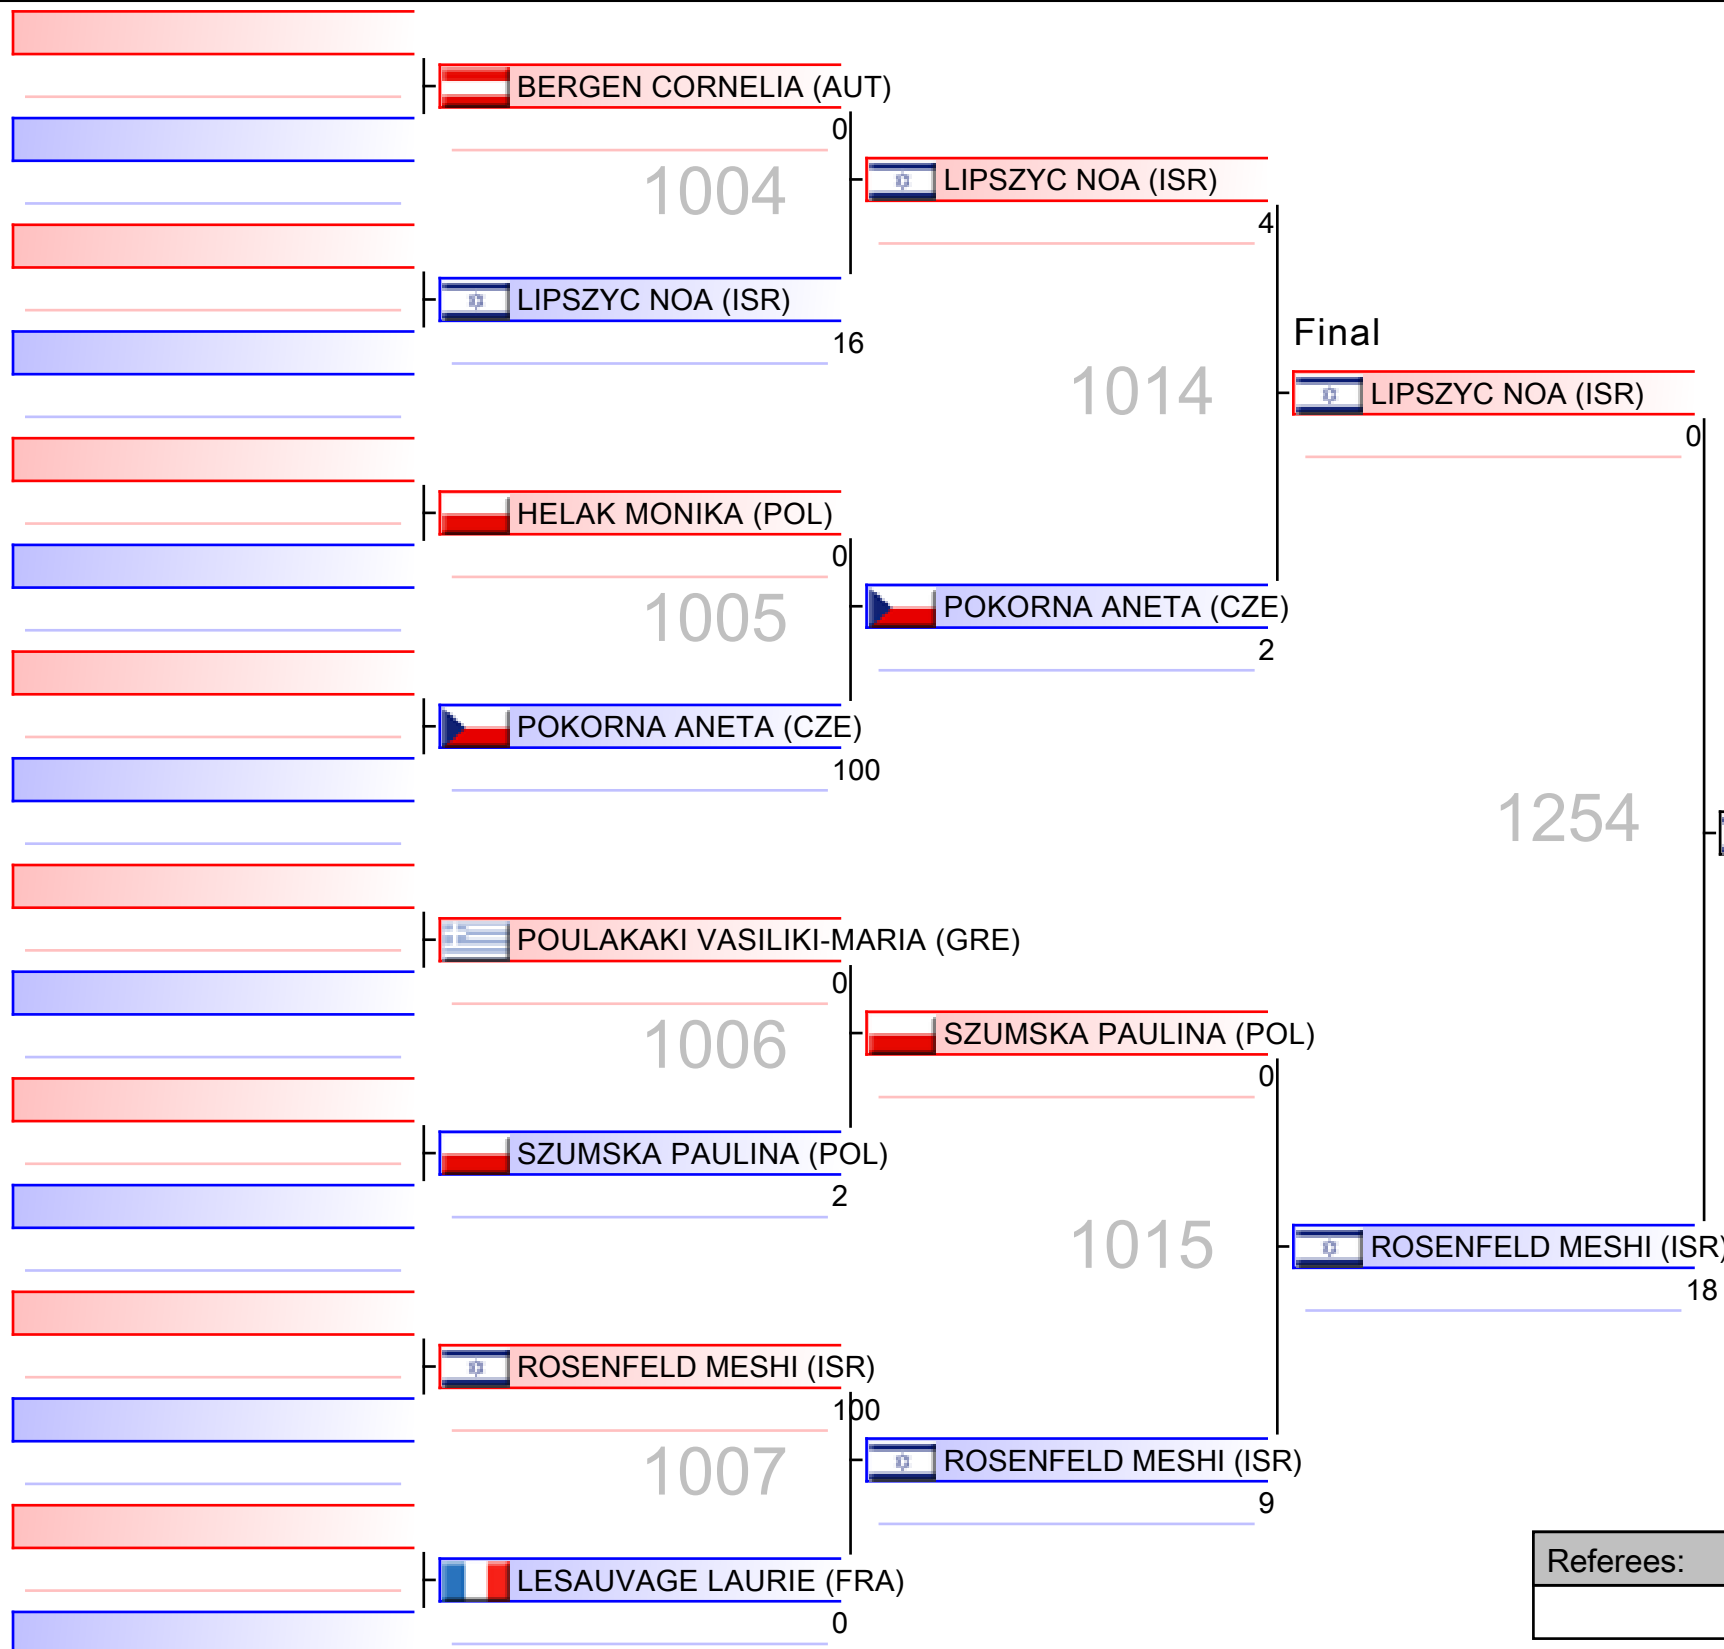 BERGEN CORNELIA (AUT)
0
1004
LIPSZYC NOA (ISR)
16
HELAK MONIKA (POL)
0
1005
POKORNA ANETA (CZE)
100
POULAKAKI VASILIKI-MARIA (GRE)
0
1006
SZUMSKA PAULINA (POL)
2
ROSENFELD MESHI (ISR)
100
1007
LESAUVAGE LAURIE (FRA)
0
LIPSZYC NOA (ISR)
4
1014
POKORNA ANETA (CZE)
2
SZUMSKA PAULINA (POL)
0
1015
ROSENFELD MESHI (ISR)
9
Final
LIPSZYC NOA (ISR)
0
1254
ROSENFELD MESHI (ISR)
18
Referees: